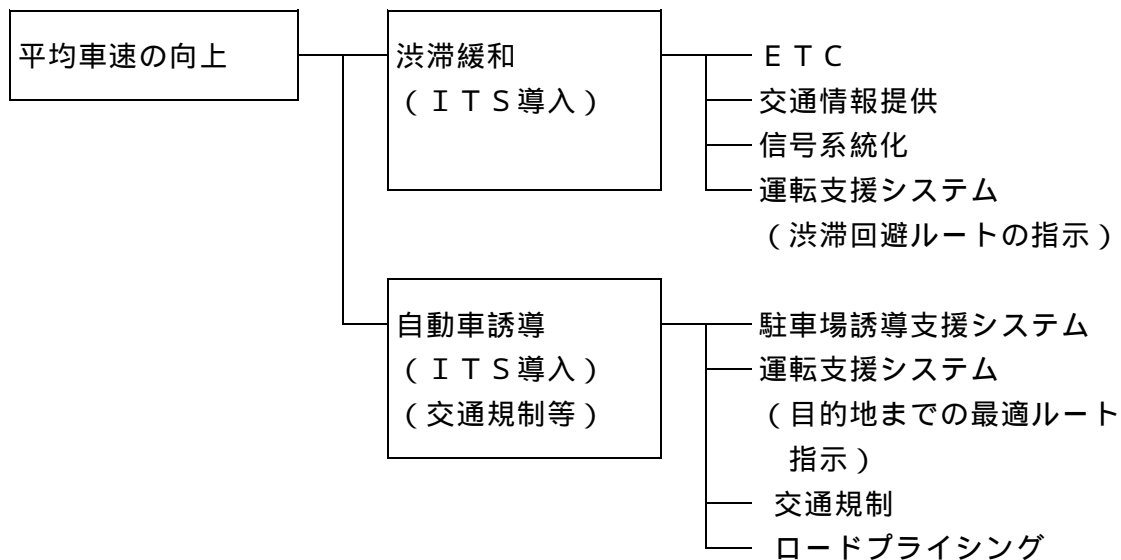 平均車速の向上
渋滞緩和
（ＩＴＳ導入）
ＥＴＣ
交通情報提供
信号系統化
運転支援システム
（渋滞回避ルートの指示）
自動車誘導
（ＩＴＳ導入）
（交通規制等）
駐車場誘導支援システム
運転支援システム
（目的地までの最適ルート
指示）
交通規制
ロードプライシング